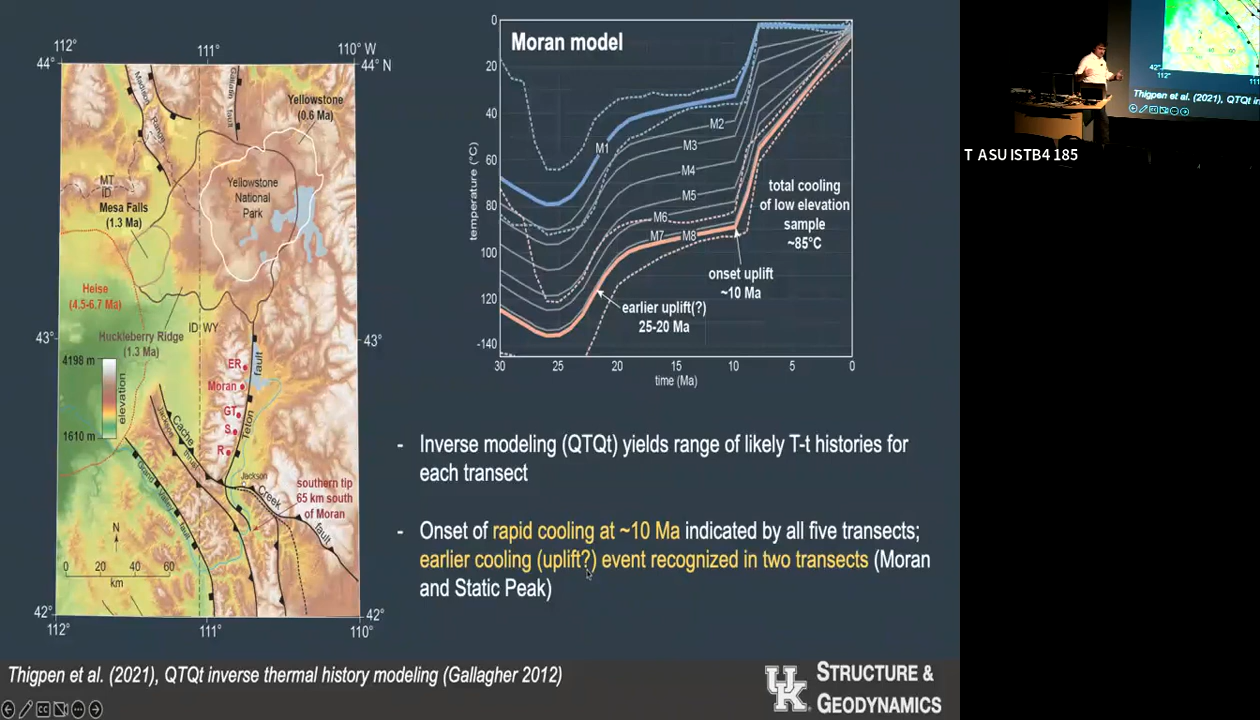 112°
111°
110° W
44°
44° N
Madison
Range
Gallatin fault
Yellowstone
(0.6 Ma)
MT
ID
Yellowstone
National
Park
Mesa Falls
(1.3 Ma)
Heise
(4.5-6.7 Ma)
ID WY
Huckleberry Ridge
(1.3 Ma)
43°
43°
4198 m
elevation
1610 m
ER
Moran
GT
S
R
Teton
fault
Jackson
Cache
Creek
fault
Grand Valley fault
southern tip
65 km south
of Moran
N
0 20 40 60
km
42°
42°
112°
111°
110°
Moran model
0
20
40
60
80
100
120
-140
temperature (°C)
M1
M2
M3
M4
M5
M6
M7
M8
total cooling
of low elevation
sample
~85°C
onset uplift
~10 Ma
earlier uplift(?)
25-20 Ma
30 25 20 15 10 5 0
time (Ma)
- Inverse modeling (QTQt) yields range of likely T-t histories for
each transect
- Onset of rapid cooling at ~10 Ma indicated by all five transects;
earlier cooling (uplift?) event recognized in two transects (Moran
and Static Peak)
Thigpen et al. (2021), QTQt inverse thermal history modeling (Gallagher 2012)
UK
STRUCTURE &
GEODYNAMICS
42°
112°
111°
Thigpen et al. (2021), QTQt in
T ASU ISTB4 185